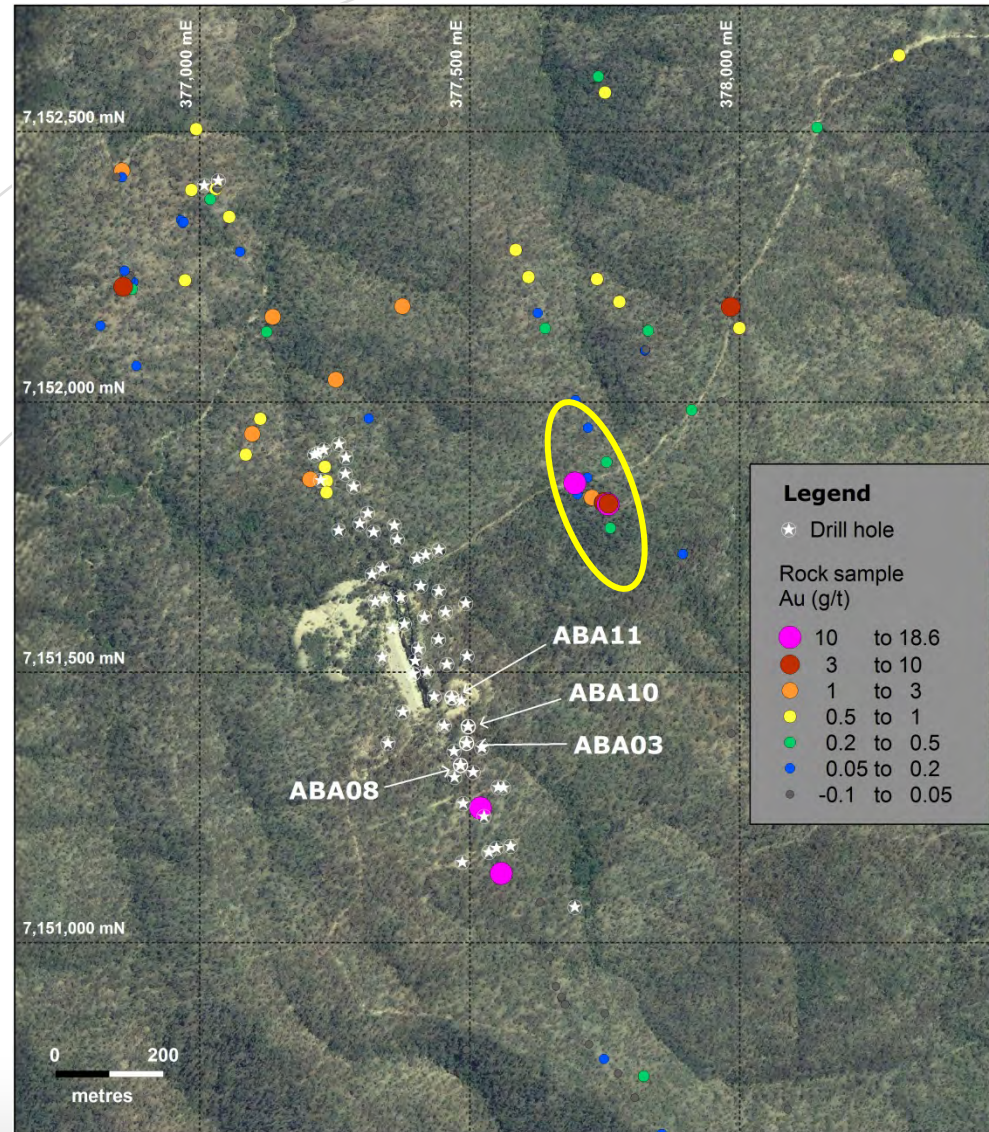 377,000 mE
377,500 mE
378,000 mE
7,152,500 mN
7,152,000 mN
7,151,500 mN
7,151,000 mN
ABA11
ABA10
ABA03
ABA08
Legend
Drill hole
Rock sample
Au (g/t)
10 to 18.6
3 to 10
1 to 3
0.5 to 1
0.2 to 0.5
0.05 to 0.2
-0.1 to 0.05
0 200
metres